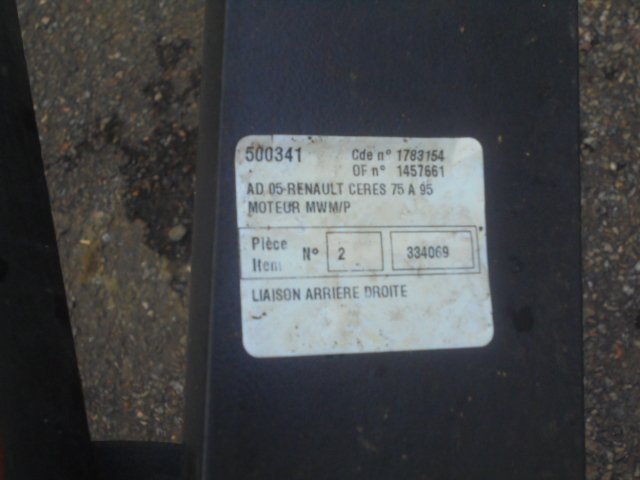 500341 Cde n° 1783154
OF n° 1457661
AD 05-RENAULT CERES 75 A 95
MOTEUR MWM/P
Pièce N° 2 334069
Item
LIAISON ARRIERE DROITE